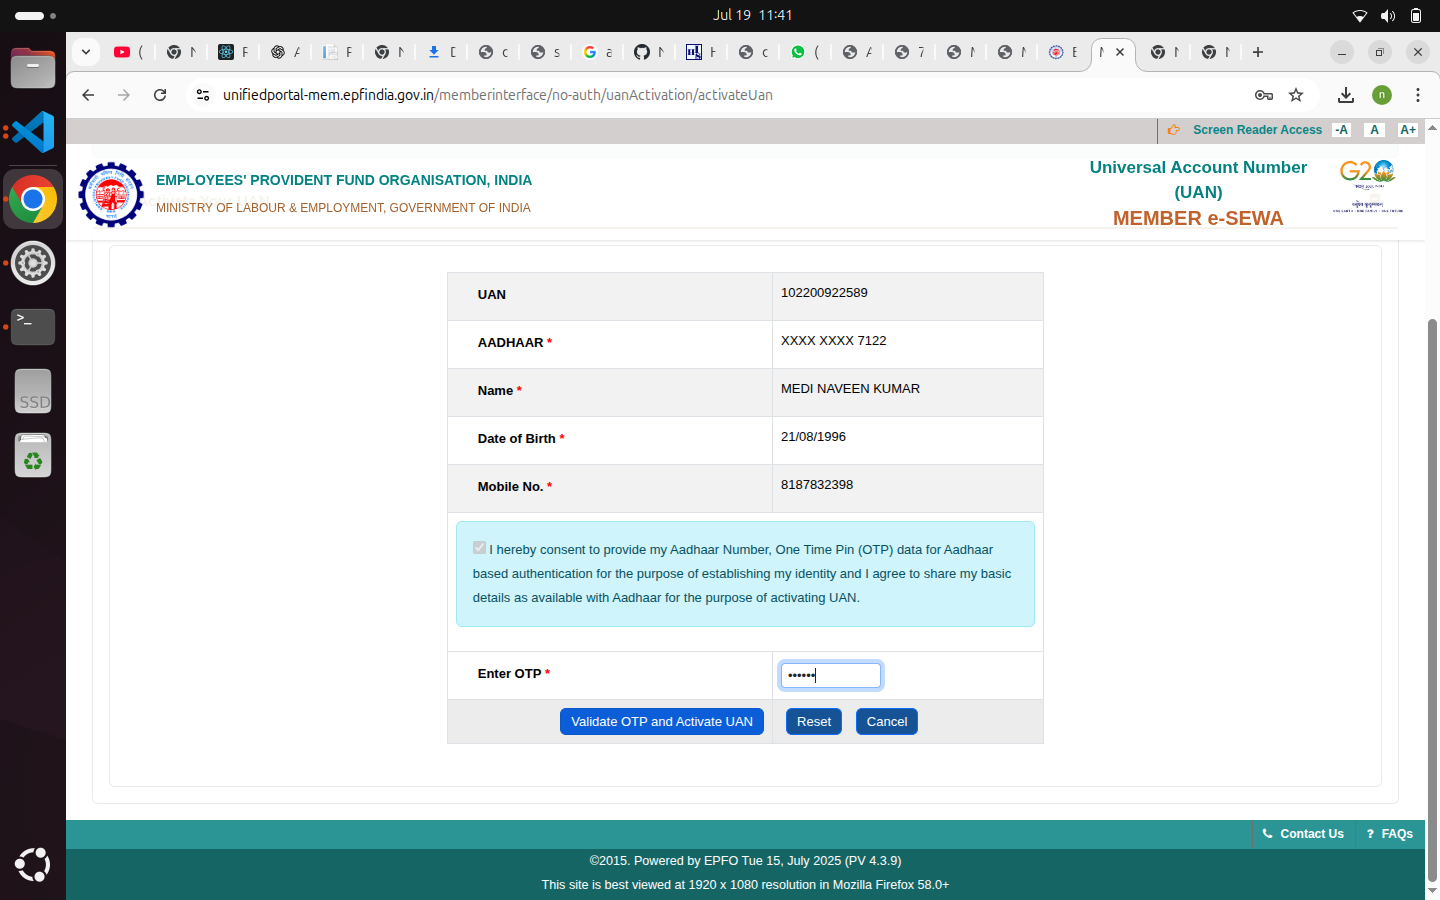 Jul 19 11:41
unifiedportal-mem.epfindia.gov.in/memberinterface/no-auth/uanActivation/activateUan
n
Screen Reader Access -A A A+
EMPLOYEES' PROVIDENT FUND ORGANISATION, INDIA
MINISTRY OF LABOUR & EMPLOYMENT, GOVERNMENT OF INDIA
Universal Account Number
(UAN)
MEMBER e-SEWA
G20
UAN 102200922589
AADHAAR * XXXX XXXX 7122
Name * MEDI NAVEEN KUMAR
Date of Birth * 21/08/1996
Mobile No. * 8187832398
I hereby consent to provide my Aadhaar Number, One Time Pin (OTP) data for Aadhaar
based authentication for the purpose of establishing my identity and I agree to share my basic
details as available with Aadhaar for the purpose of activating UAN.
Enter OTP * ••••••
Validate OTP and Activate UAN Reset Cancel
Contact Us ? FAQs
©2015. Powered by EPFO Tue 15, July 2025 (PV 4.3.9)
This site is best viewed at 1920 x 1080 resolution in Mozilla Firefox 58.0+
>_
SSD